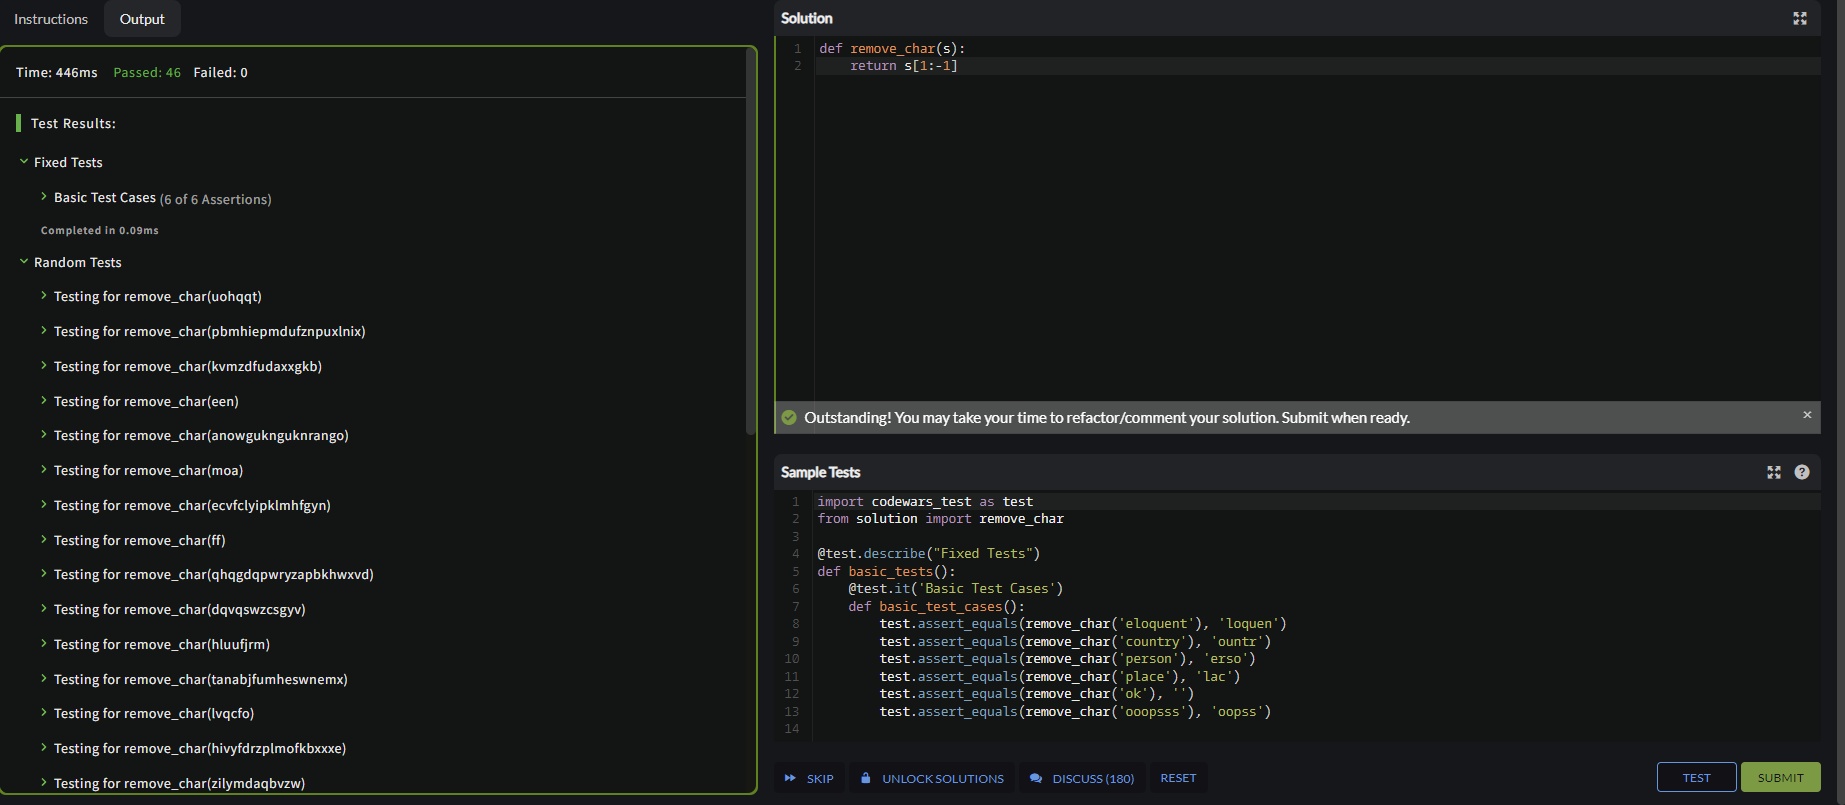 Instructions
Output
Time: 446ms Passed: 46 Failed: 0
Test Results:
Fixed Tests
Basic Test Cases (6 of 6 Assertions)
Completed in 0.09ms
Random Tests
Testing for remove_char(uohqqt)
Testing for remove_char(pbmhiepmdufznpuxlnix)
Testing for remove_char(kvmzdfudaxxgkb)
Testing for remove_char(een)
Testing for remove_char(anowguknguknrango)
Testing for remove_char(moa)
Testing for remove_char(ecvfclyipklmhfgyn)
Testing for remove_char(ff)
Testing for remove_char(qhqgdqpwryzapbkhwxvd)
Testing for remove_char(dqvqswzcsgyv)
Testing for remove_char(hluufjrm)
Testing for remove_char(tanabjfumheswnemx)
Testing for remove_char(lvqcfo)
Testing for remove_char(hivyfdrzplmofkbxxxe)
Testing for remove_char(zilymdaqbvzw)
Solution
1 def remove_char(s):
2     return s[1:-1]
Outstanding! You may take your time to refactor/comment your solution. Submit when ready.
×
Sample Tests
?
1 import codewars_test as test
2 from solution import remove_char
3
4 @test.describe("Fixed Tests")
5 def basic_tests():
6     @test.it('Basic Test Cases')
7     def basic_test_cases():
8         test.assert_equals(remove_char('eloquent'), 'loquen')
9         test.assert_equals(remove_char('country'), 'ountr')
10         test.assert_equals(remove_char('person'), 'erso')
11         test.assert_equals(remove_char('place'), 'lac')
12         test.assert_equals(remove_char('ok'), '')
13         test.assert_equals(remove_char('ooopsss'), 'oopss')
14
SKIP
UNLOCK SOLUTIONS
DISCUSS (180)
RESET
TEST
SUBMIT